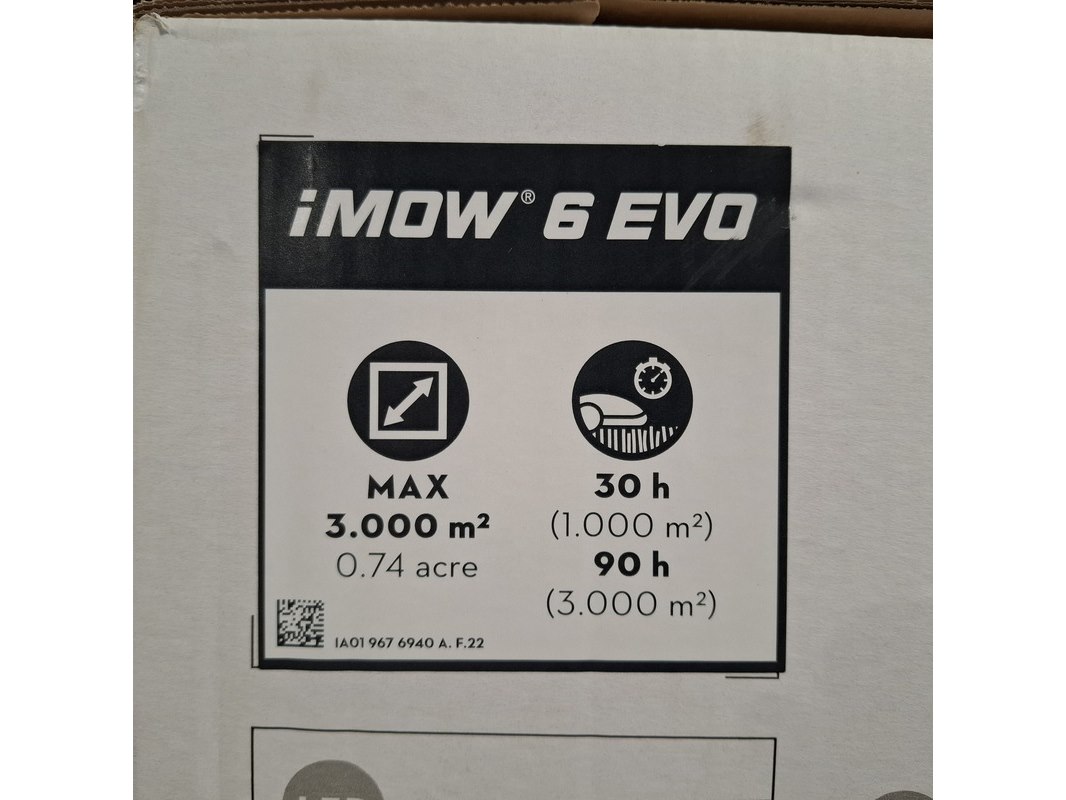 iMOW® 6 EVO
MAX
3.000 m²
0.74 acre
30 h
(1.000 m²)
90 h
(3.000 m²)
IA01 967 6940 A. F.22